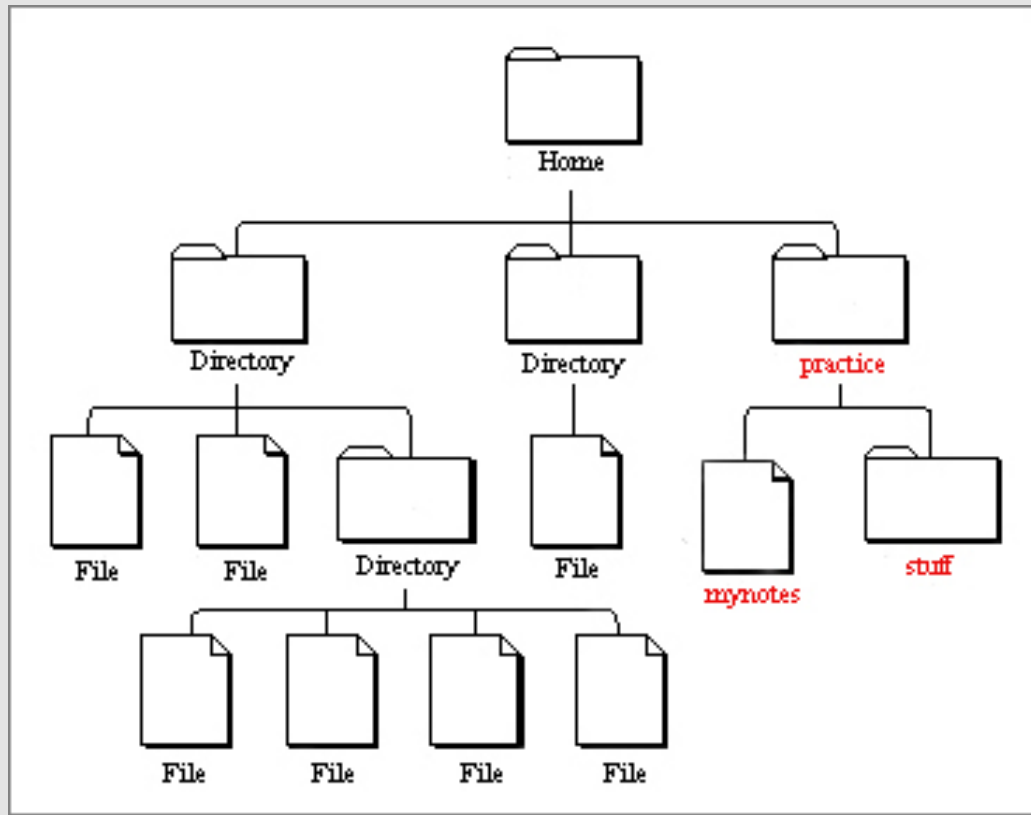 Home
Directory
Directory
practice
File
File
Directory
File
mynotes
stuff
File
File
File
File